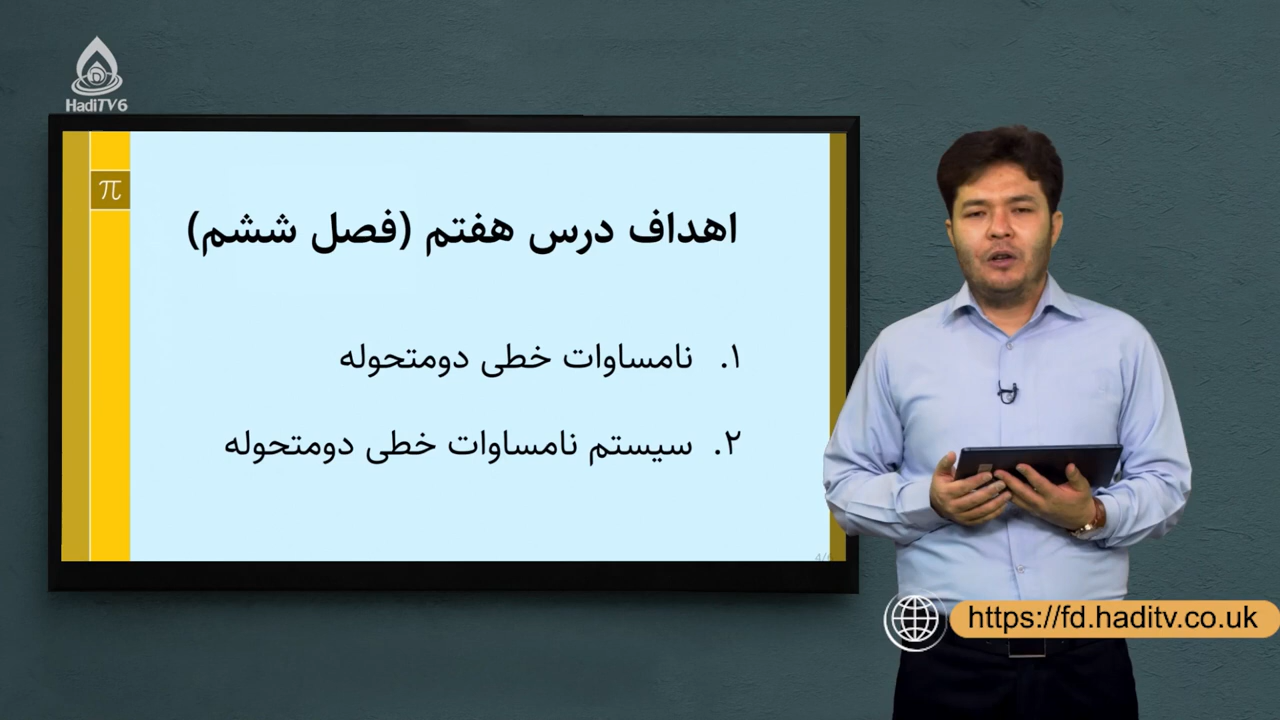 HadiTV6
π
اهداف درس هفتم (فصل ششم)
۱. نامساوات خطی دومتحوله
۲. سیستم نامساوات خطی دومتحوله
https://fd.haditv.co.uk